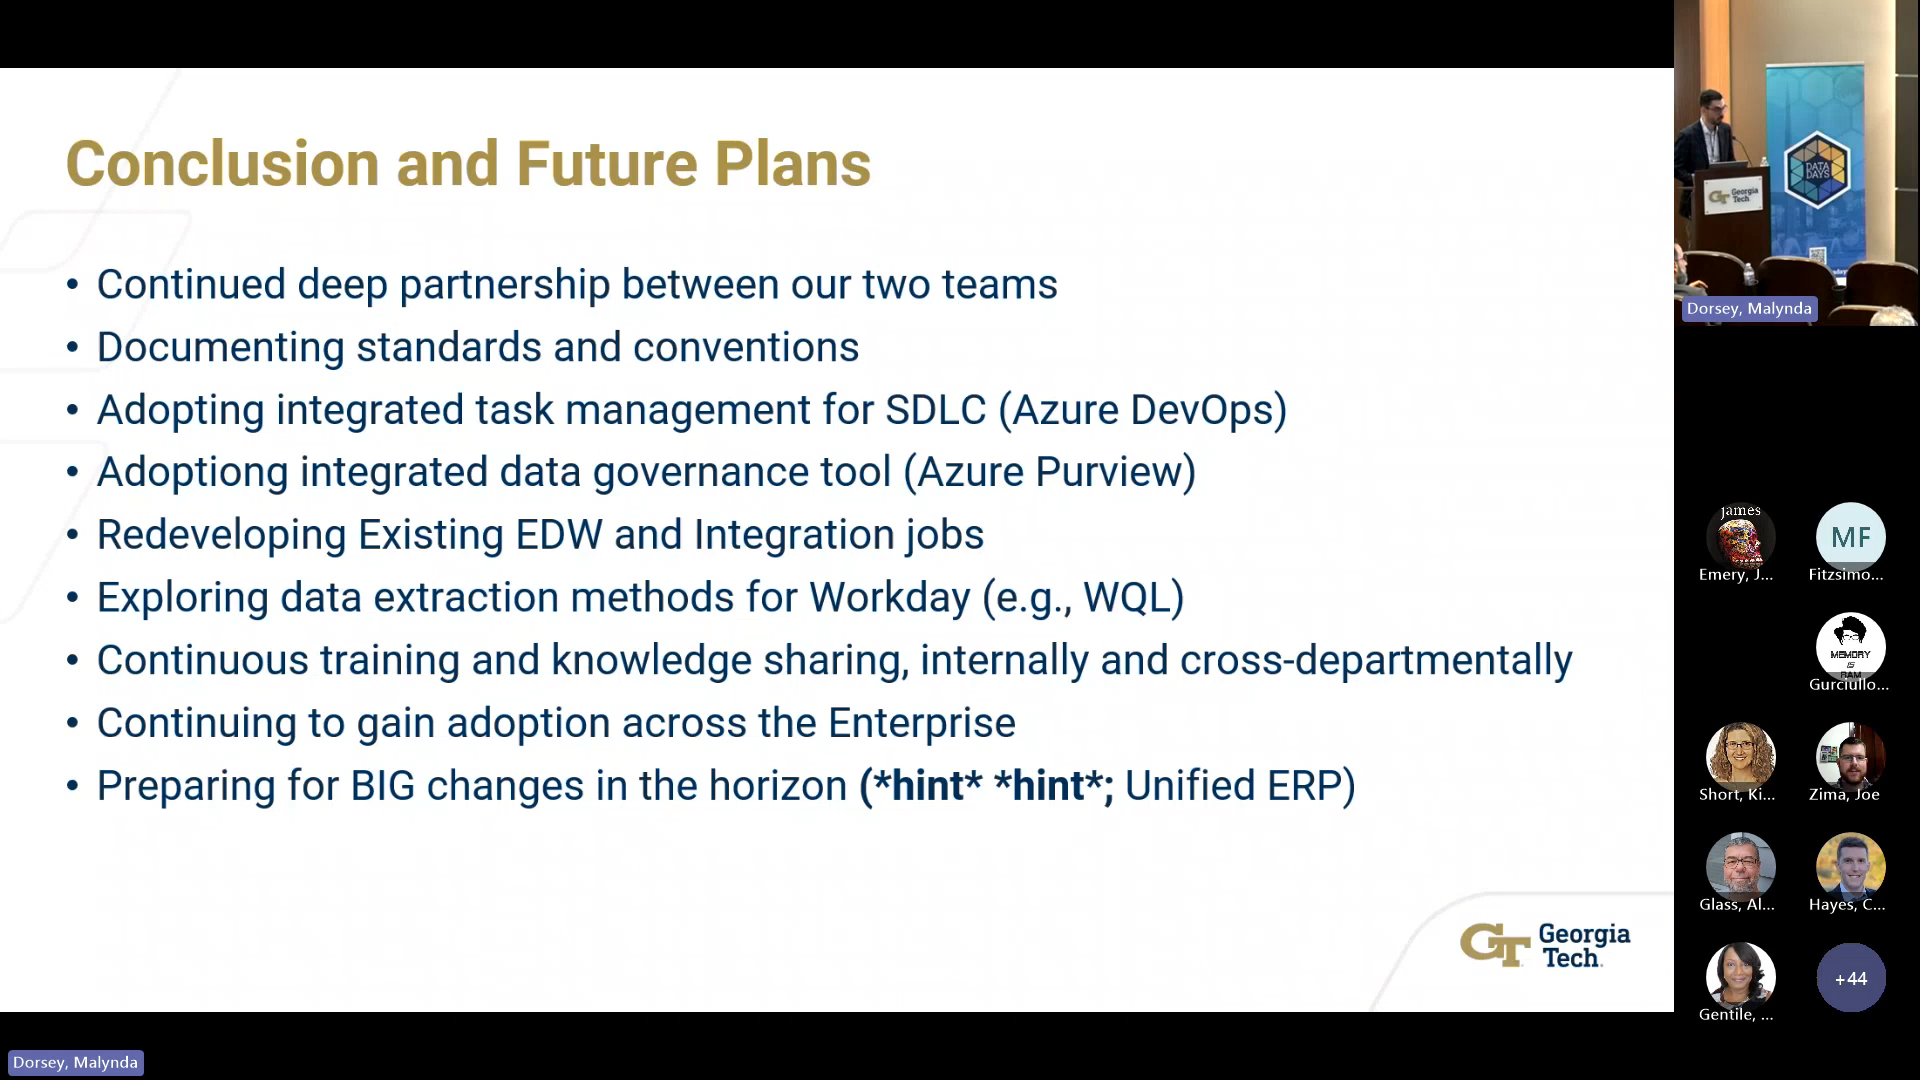 Conclusion and Future Plans
• Continued deep partnership between our two teams
• Documenting standards and conventions
• Adopting integrated task management for SDLC (Azure DevOps)
• Adoptiong integrated data governance tool (Azure Purview)
• Redeveloping Existing EDW and Integration jobs
• Exploring data extraction methods for Workday (e.g., WQL)
• Continuous training and knowledge sharing, internally and cross-departmentally
• Continuing to gain adoption across the Enterprise
• Preparing for BIG changes in the horizon (*hint* *hint*; Unified ERP)
GT Georgia
Tech
Dorsey, Malynda
DATA
DAYS
GT Georgia
Tech
Dorsey, Malynda
james
Emery, J...
MF
Fitzsimo...
MEMORY
IS
RAM
Gurciullo...
Short, Ki...
Zima, Joe
Glass, Al...
Hayes, C...
Gentile, ...
+44